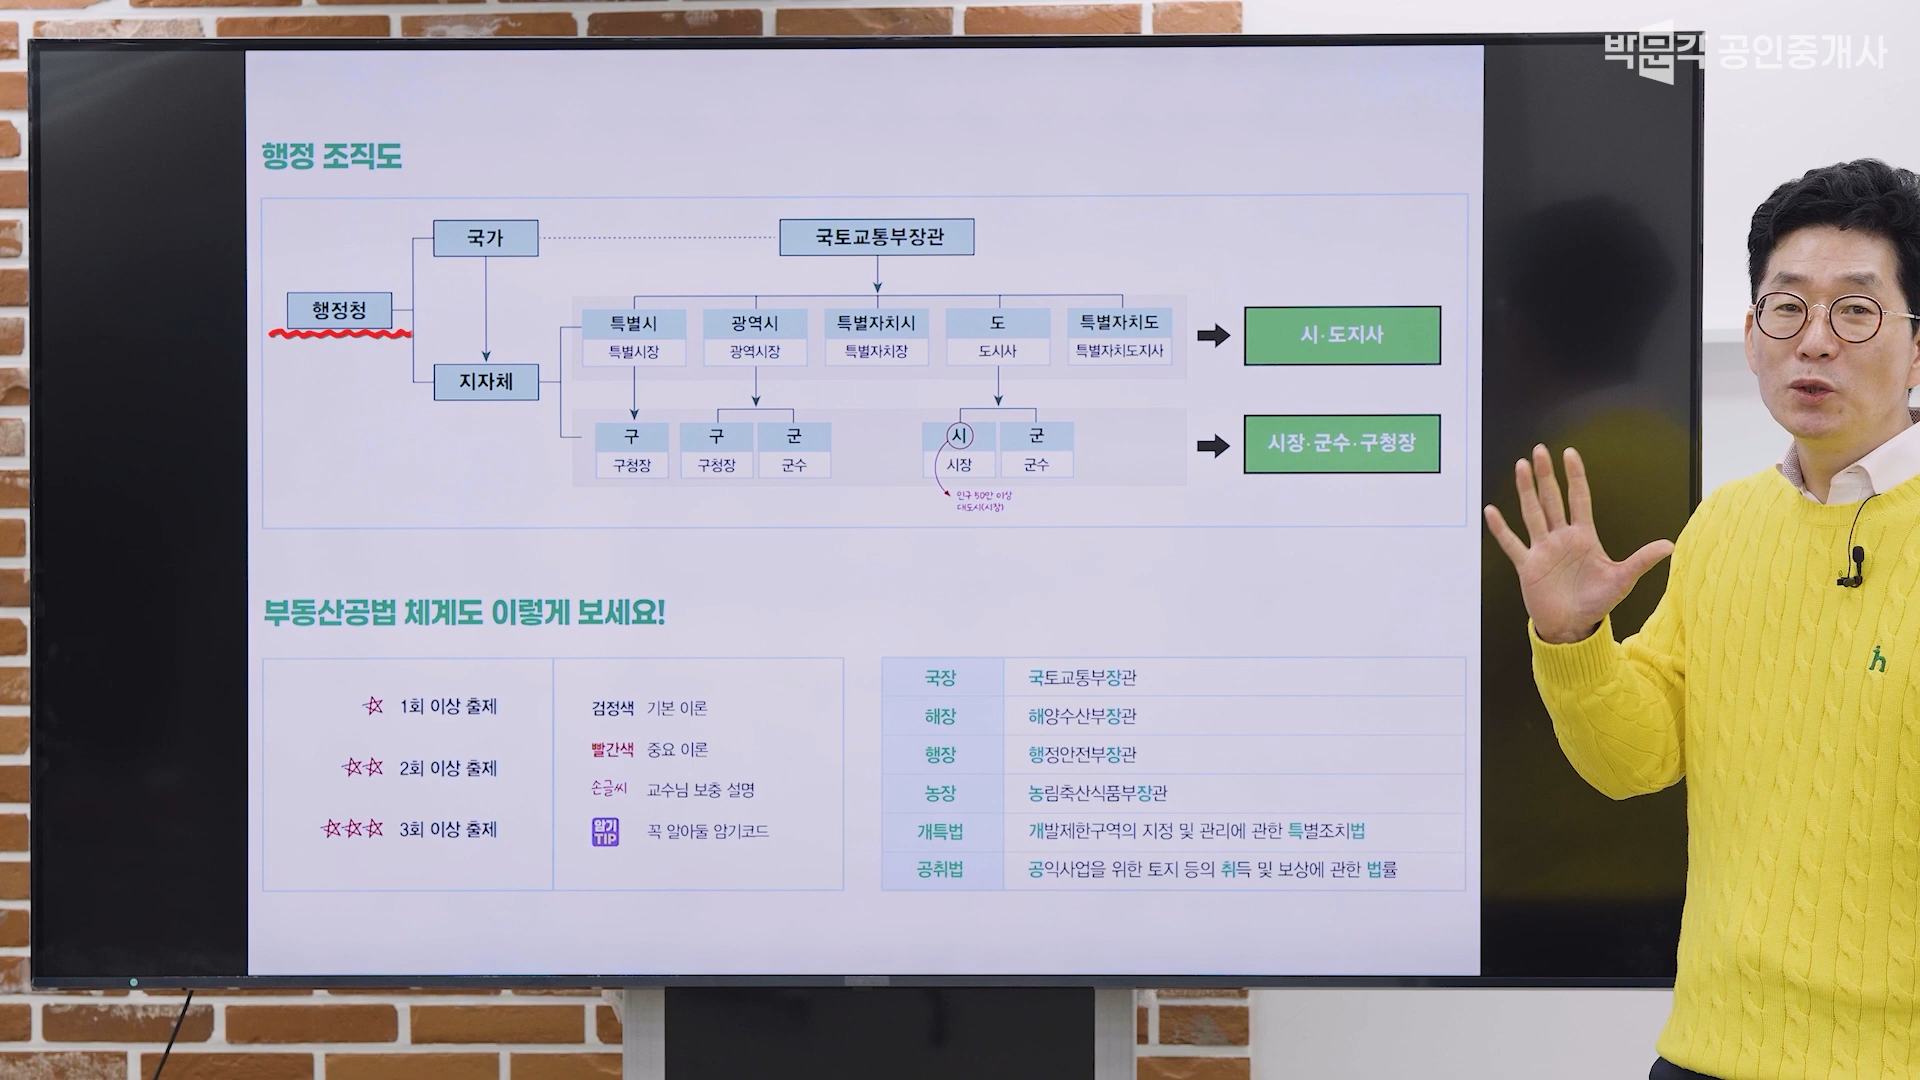 박문각 공인중개사
행정 조직도
국가
국토교통부장관
행정청
지자체
특별시
특별시장
광역시
광역시장
특별자치시
특별자치장
도
도시사
특별자치도
특별자치도지사
시·도지사
구
구청장
구
구청장
군
군수
시
시장
군
군수
시장·군수·구청장
인구 50만 이상
대도시(시장)
부동산공법 체계도 이렇게 보세요!
1회 이상 출제
2회 이상 출제
3회 이상 출제
검정색 기본 이론
빨간색 중요 이론
손글씨 교수님 보충 설명
암기
TIP
꼭 알아둘 암기코드
국장 국토교통부장관
해장 해양수산부장관
행장 행정안전부장관
농장 농림축산식품부장관
개특법 개발제한구역의 지정 및 관리에 관한 특별조치법
공취법 공익사업을 위한 토지 등의 취득 및 보상에 관한 법률
h